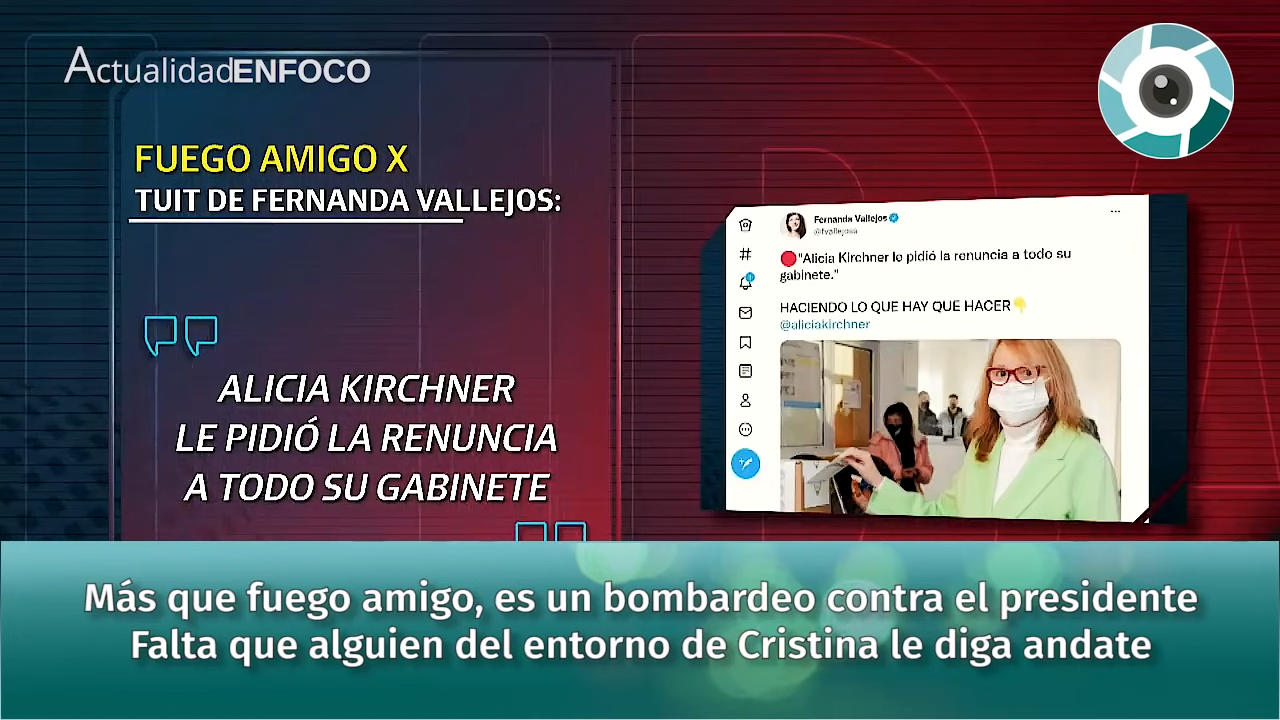 ActualidadENFOCO
FUEGO AMIGO X
TUIT DE FERNANDA VALLEJOS:
ALICIA KIRCHNER
LE PIDIÓ LA RENUNCIA
A TODO SU GABINETE
Fernanda Vallejos
@fvallejoss
"Alicia Kirchner le pidió la renuncia a todo su
gabinete."
HACIENDO LO QUE HAY QUE HACER👇
@aliciakirchner
Más que fuego amigo, es un bombardeo contra el presidente
Falta que alguien del entorno de Cristina le diga andate